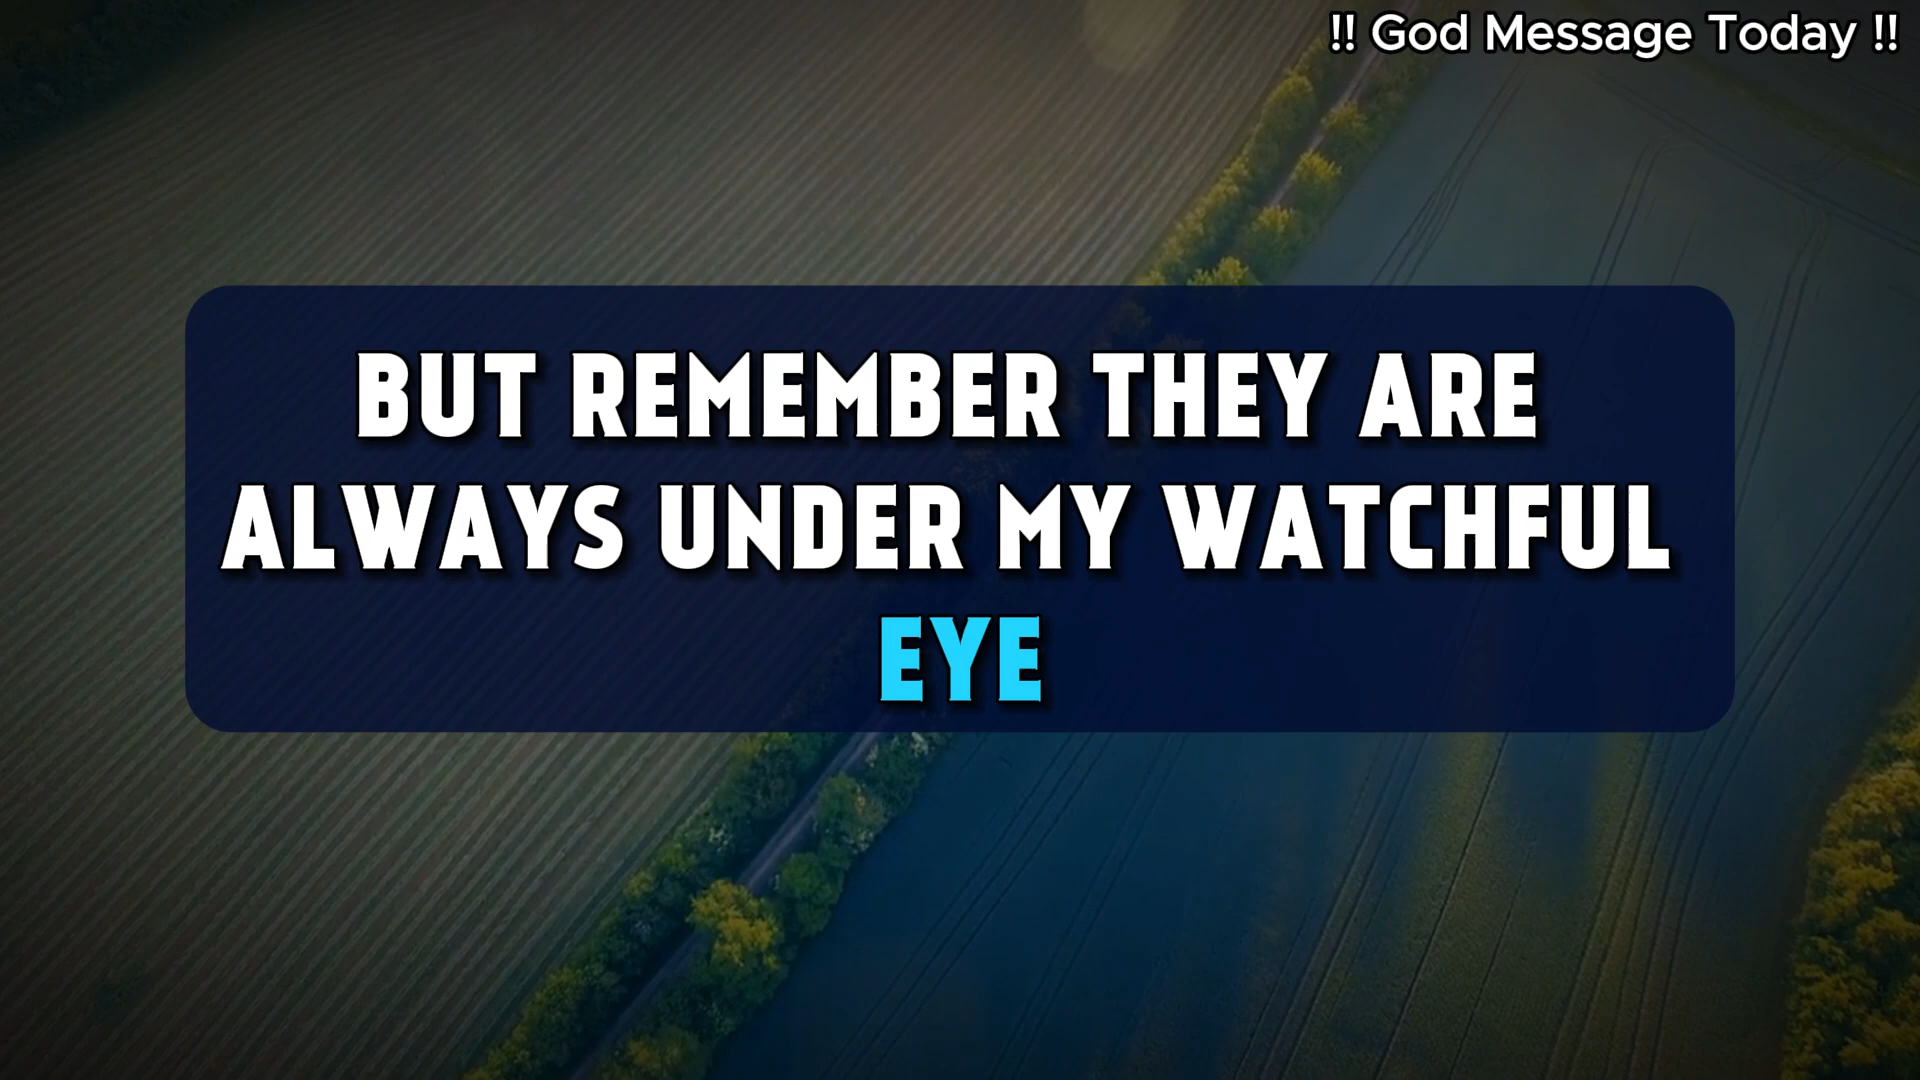 !! God Message Today !!
BUT REMEMBER THEY ARE
ALWAYS UNDER MY WATCHFUL
EYE